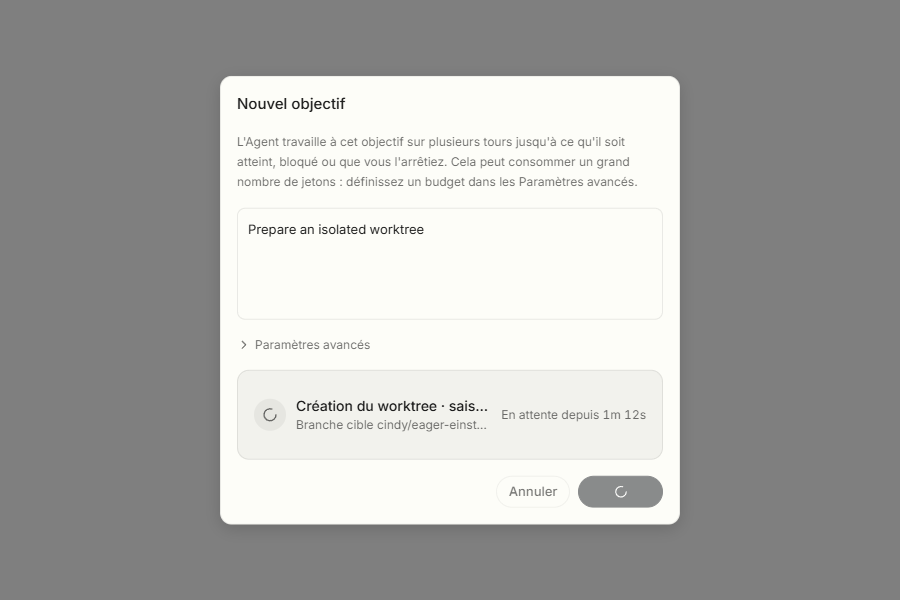 Nouvel objectif
L'Agent travaille à cet objectif sur plusieurs tours jusqu'à ce qu'il soit
atteint, bloqué ou que vous l'arrêtiez. Cela peut consommer un grand
nombre de jetons : définissez un budget dans les Paramètres avancés.
Prepare an isolated worktree
Paramètres avancés
Création du worktree · sais...
En attente depuis 1m 12s
Branche cible cindy/eager-einst...
Annuler